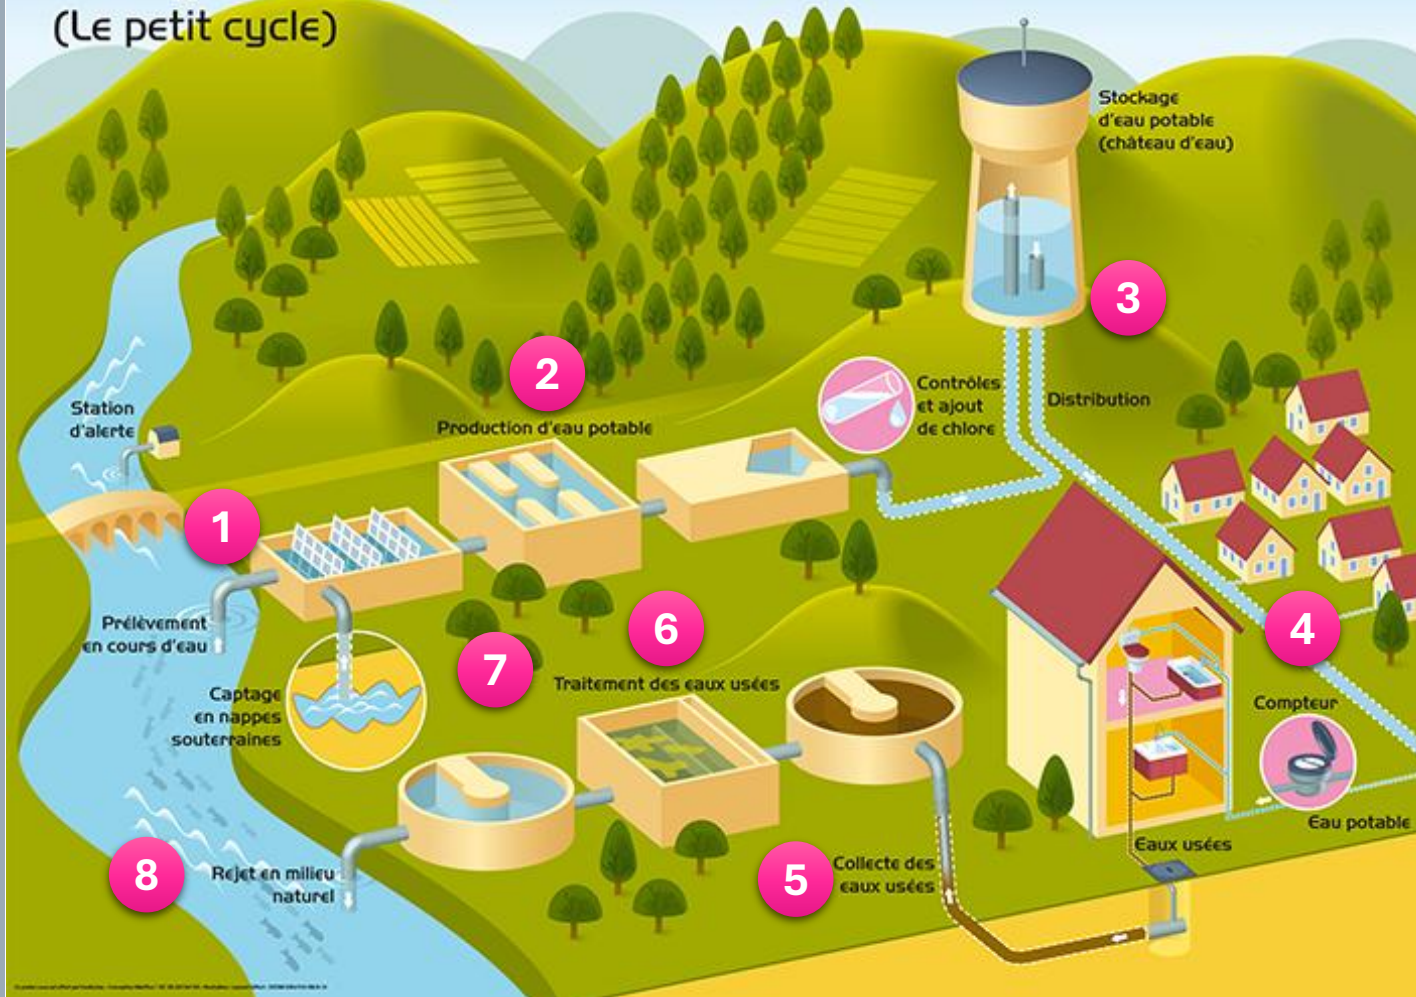 (Le petit cycle)
Stockage
d'eau potable
(château d'eau)
3
2
Contrôles
et ajout
de chlore
Distribution
Station
d'alerte
Production d'eau potable
1
Prélèvement
en cours d'eau
6
4
7
Traitement des eaux usées
Captage
en nappes
souterraines
Compteur
Eau potable
Eaux usées
8
Rejet en milieu
naturel
5
Collecte des
eaux usées